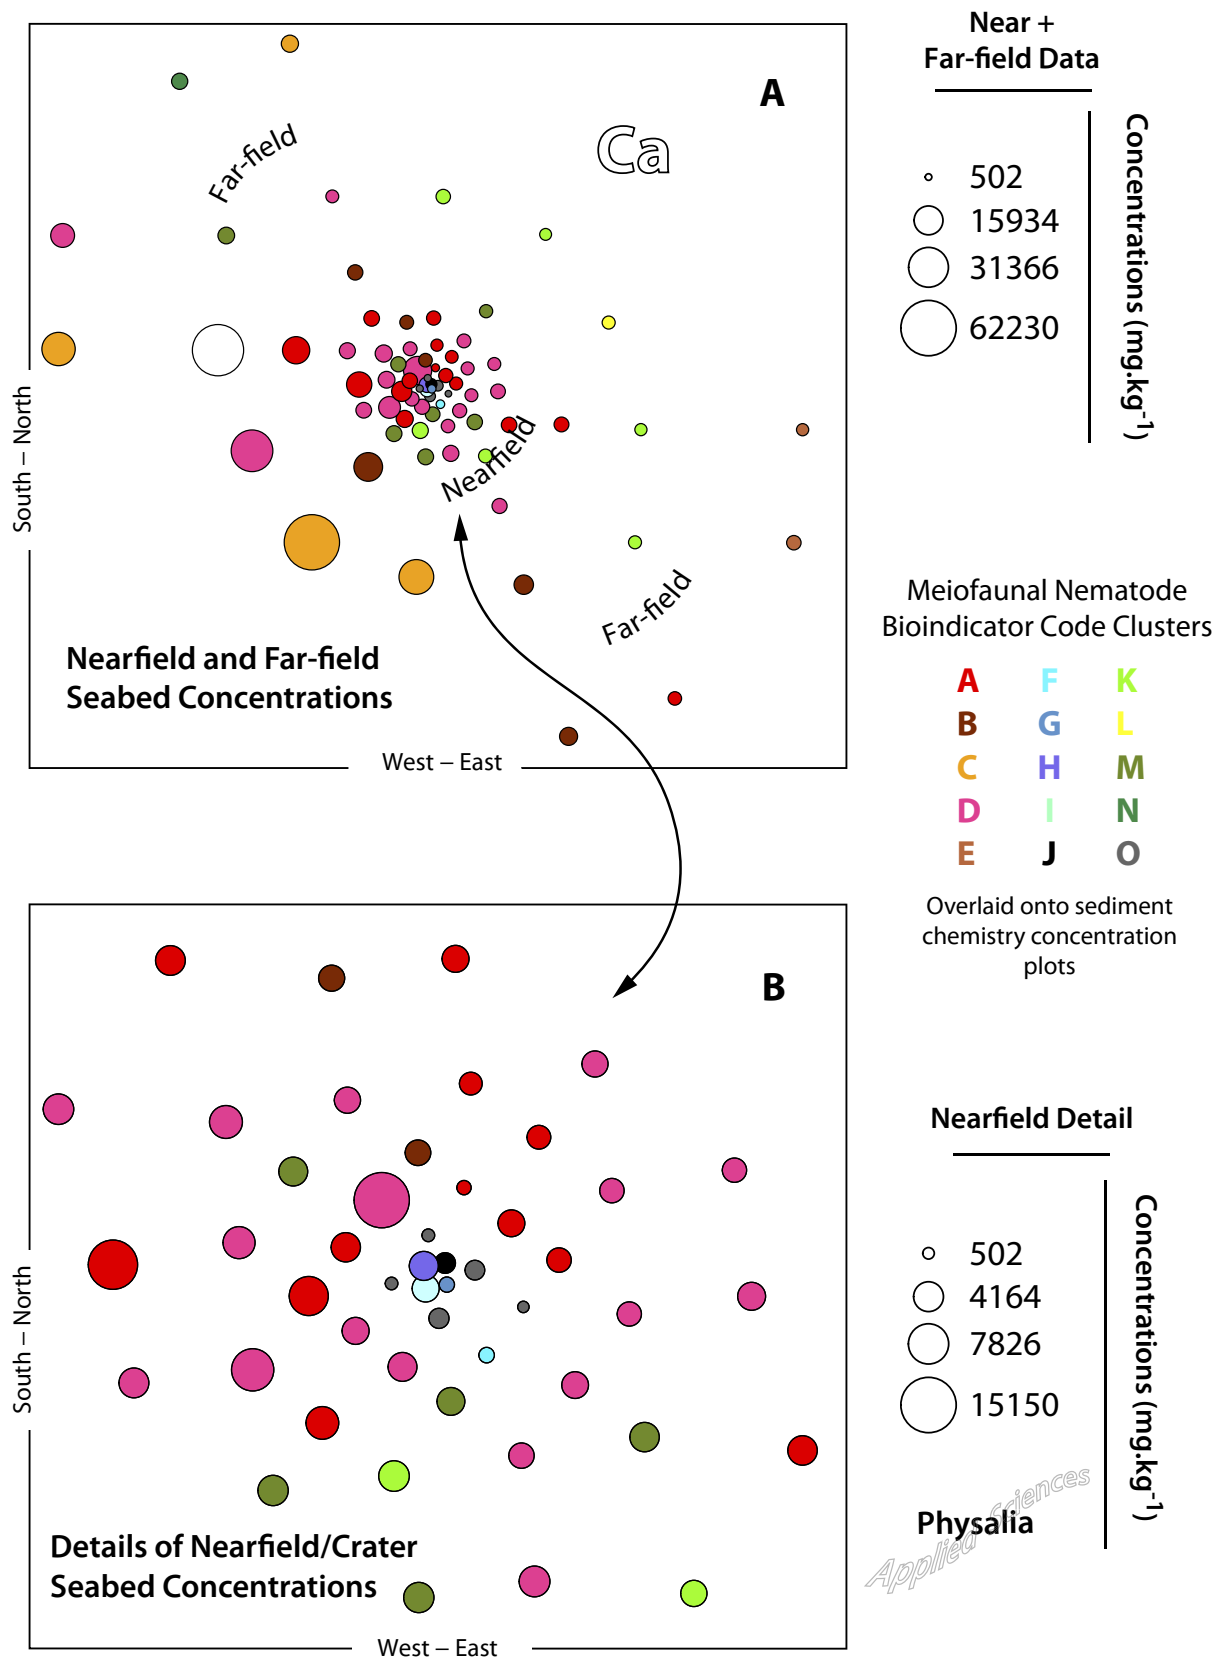 Near +
Far-field Data
A
Ca
Far-field
Concentrations (mg.kg-1)
502
15934
31366
62230
South – North
Nearfield
Far-field
Nearfield and Far-field
Seabed Concentrations
West – East
Meiofaunal Nematode
Bioindicator Code Clusters
A F K
B G L
C H M
D I N
E J O
Overlaid onto sediment
chemistry concentration
plots
B
Nearfield Detail
Concentrations (mg.kg-1)
502
4164
7826
15150
South – North
Details of Nearfield/Crater
Seabed Concentrations
West – East
Physalia
Applied Sciences